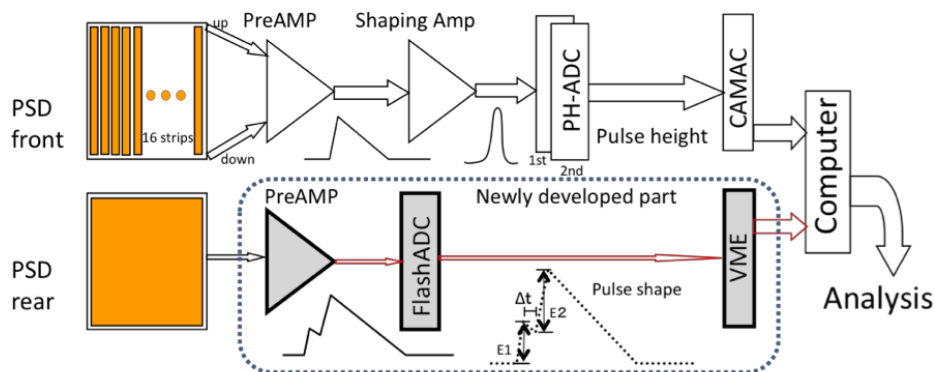 up
PreAMP
Shaping Amp
PSD
front
16 strips
down
1st
PH-ADC
2nd
Pulse height
CAMAC
Computer
PreAMP
Newly developed part
PSD
rear
FlashADC
VME
Pulse shape
Δt
E2
E1
Analysis